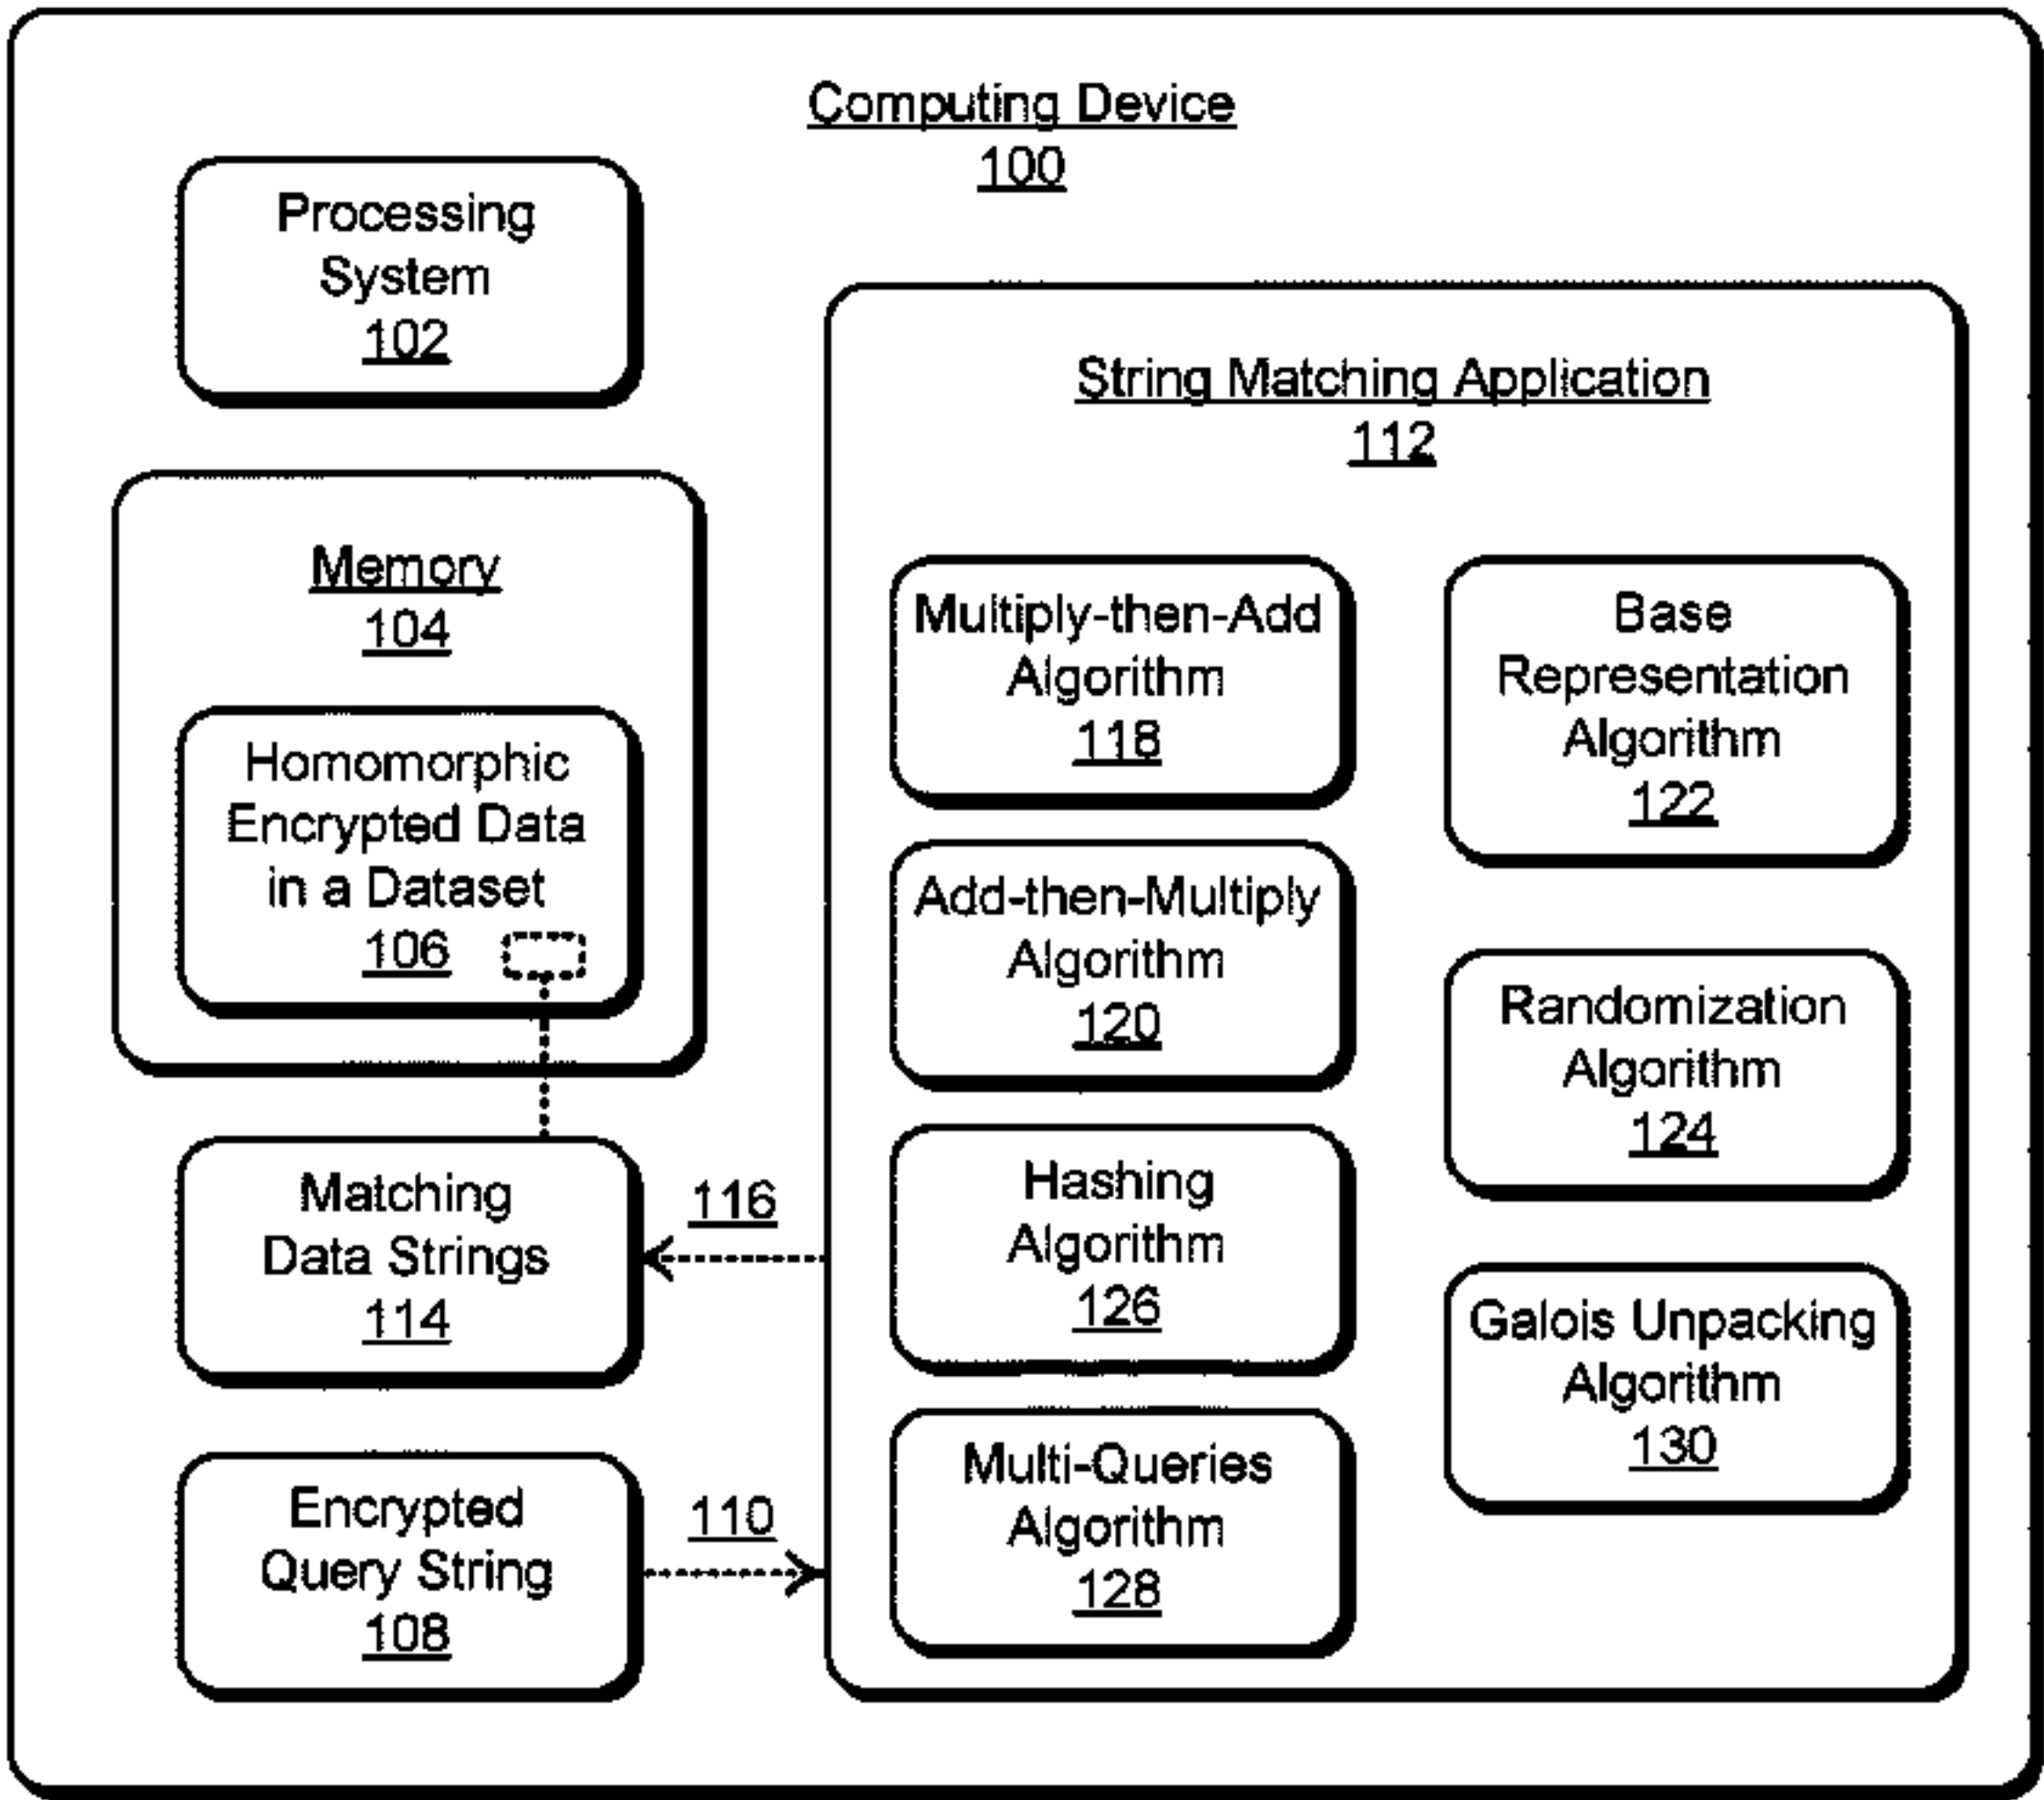 Computing Device
100
Processing
System
102
Memory
104
Homomorphic
Encrypted Data
in a Dataset
106
Matching
Data Strings
114
116
Encrypted
Query String
108
110
String Matching Application
112
Multiply-then-Add
Algorithm
118
Add-then-Multiply
Algorithm
120
Hashing
Algorithm
126
Multi-Queries
Algorithm
128
Base
Representation
Algorithm
122
Randomization
Algorithm
124
Galois Unpacking
Algorithm
130